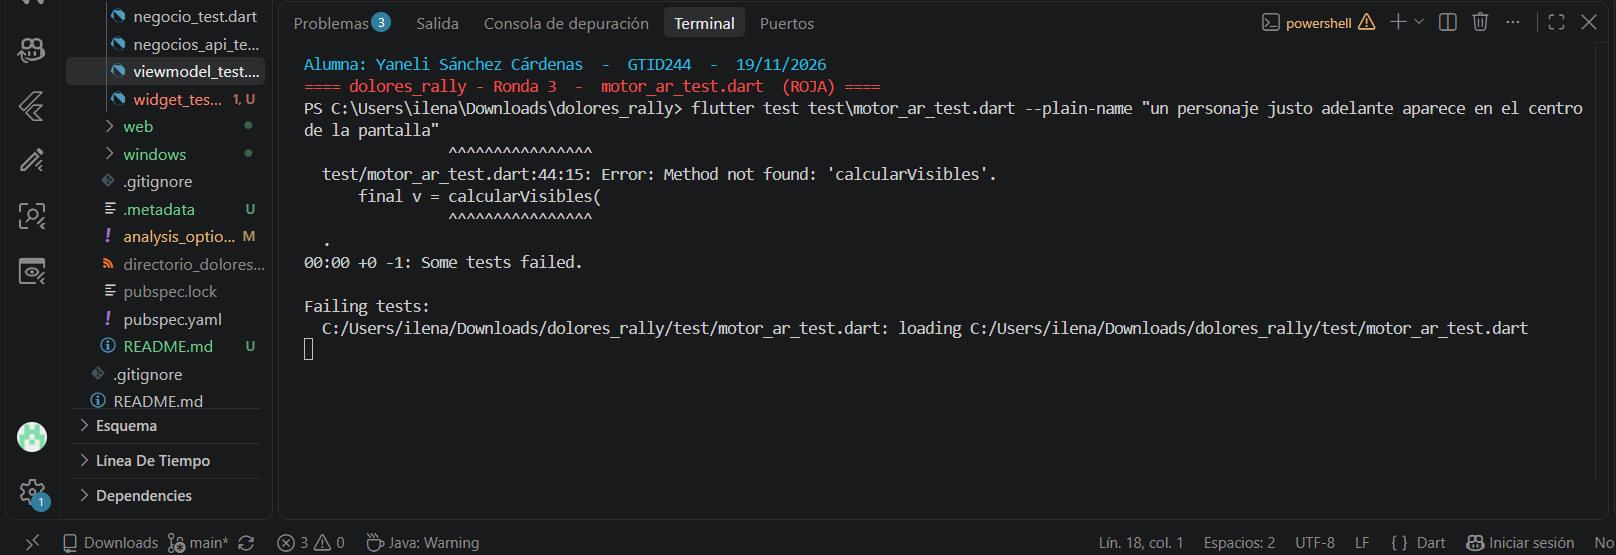 negocio_test.dart
negocios_api_te...
viewmodel_test....
widget_tes... 1, U
web
windows
.gitignore
.metadata U
analysis_optio... M
directorio_dolores...
pubspec.lock
pubspec.yaml
README.md U
.gitignore
README.md
Esquema
Línea De Tiempo
Dependencies
1
Problemas 3 Salida Consola de depuración Terminal Puertos
powershell
Alumna: Yaneli Sánchez Cárdenas - GTID244 - 19/11/2026
==== dolores_rally - Ronda 3 - motor_ar_test.dart (ROJA) ====
PS C:\Users\ilena\Downloads\dolores_rally> flutter test test\motor_ar_test.dart --plain-name "un personaje justo adelante aparece en el centro
de la pantalla"
^^^^^^^^^^^^^^^^
test/motor_ar_test.dart:44:15: Error: Method not found: 'calcularVisibles'.
final v = calcularVisibles(
^^^^^^^^^^^^^^^^
.
00:00 +0 -1: Some tests failed.
Failing tests:
C:/Users/ilena/Downloads/dolores_rally/test/motor_ar_test.dart: loading C:/Users/ilena/Downloads/dolores_rally/test/motor_ar_test.dart
Downloads main* 3 0 Java: Warning Lín. 18, col. 1 Espacios: 2 UTF-8 LF { } Dart Iniciar sesión No